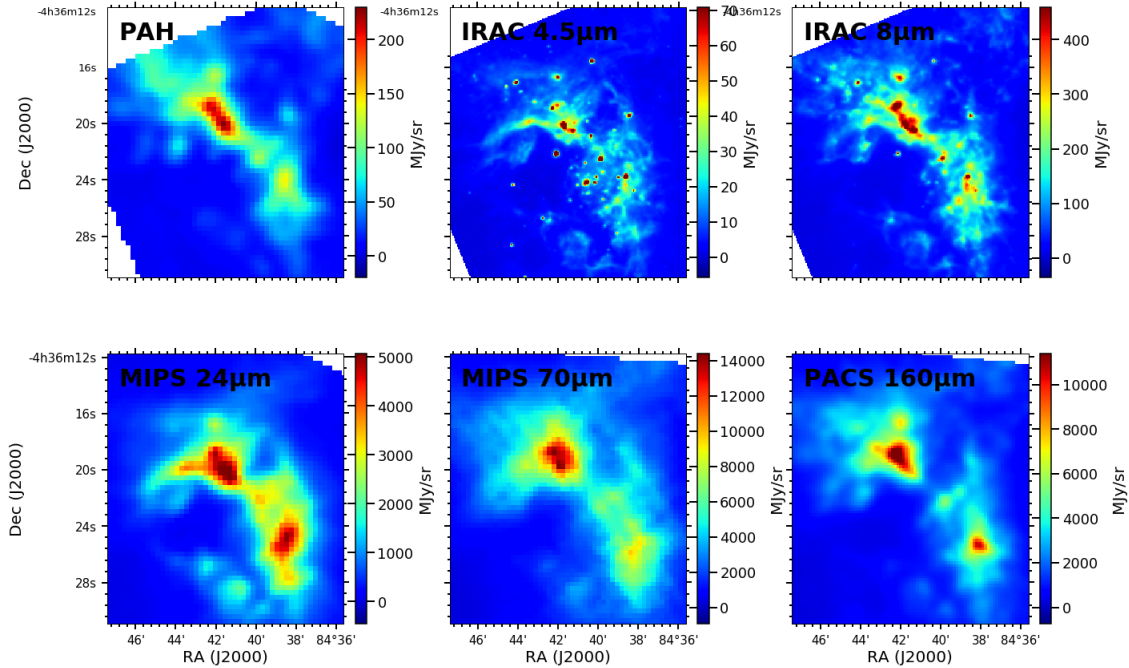 -4h36m12s
PAH
16s
20s
24s
28s
Dec (J2000)
200
150
100
50
0
MJy/sr
IRAC 4.5μm
70
60
50
40
30
20
10
0
MJy/sr
-4h36m12s
IRAC 8μm
400
300
200
100
0
MJy/sr
-4h36m12s
MIPS 24μm
16s
20s
24s
28s
Dec (J2000)
46'
44'
42'
40'
38'
84°36'
RA (J2000)
5000
4000
3000
2000
1000
0
MJy/sr
MIPS 70μm
46'
44'
42'
40'
38'
84°36'
RA (J2000)
14000
12000
10000
8000
6000
4000
2000
0
MJy/sr
PACS 160μm
46'
44'
42'
40'
38'
84°36'
RA (J2000)
10000
8000
6000
4000
2000
0
MJy/sr